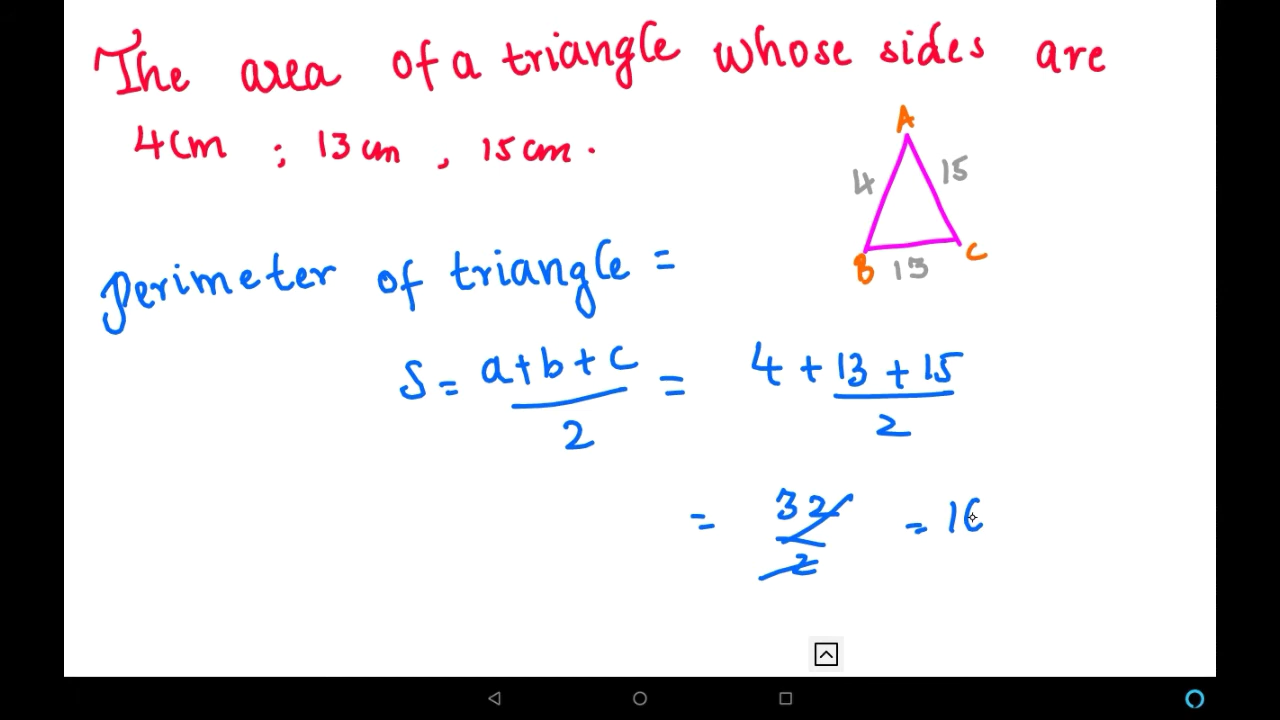 The area of a triangle whose sides are
4cm ; 13cm , 15cm .
A
4 15
B 13 C
Perimeter of triangle =
S = a+b+c / 2 = 4 + 13 + 15 / 2
= 32 / 2 = 16